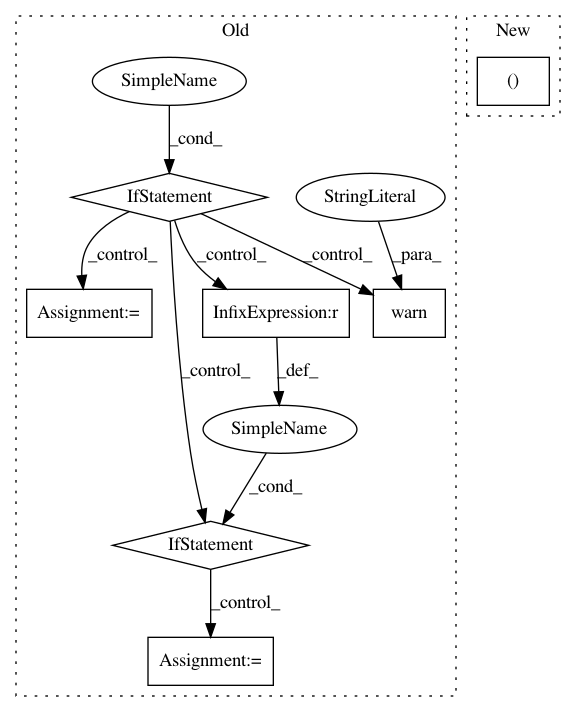 Old
New
SimpleName
()
_cond_
IfStatement
StringLiteral
_control_
_control_
_control_
_para_
Assignment:=
_control_
InfixExpression:r
warn
_def_
SimpleName
_cond_
IfStatement
_control_
Assignment:=